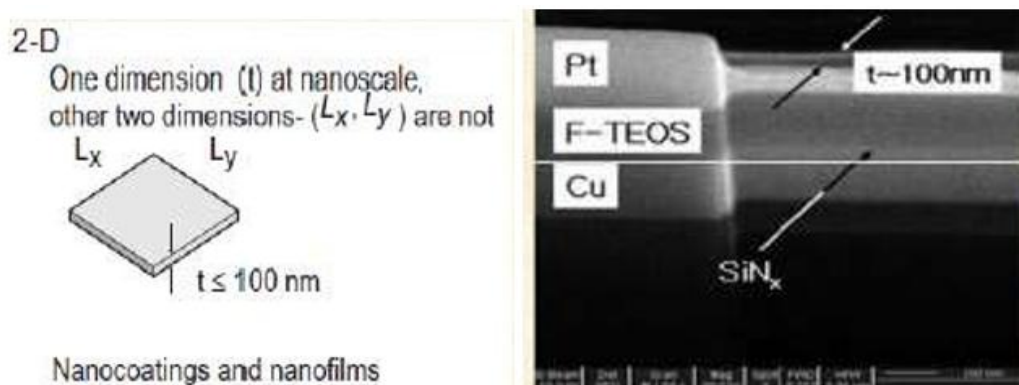 2-D
One dimension (t) at nanoscale,
other two dimensions- (Lx, Ly) are not
Lx Ly
t ≤ 100 nm
Nanocoatings and nanofilms
Pt
t~100nm
F-TEOS
Cu
SiNx